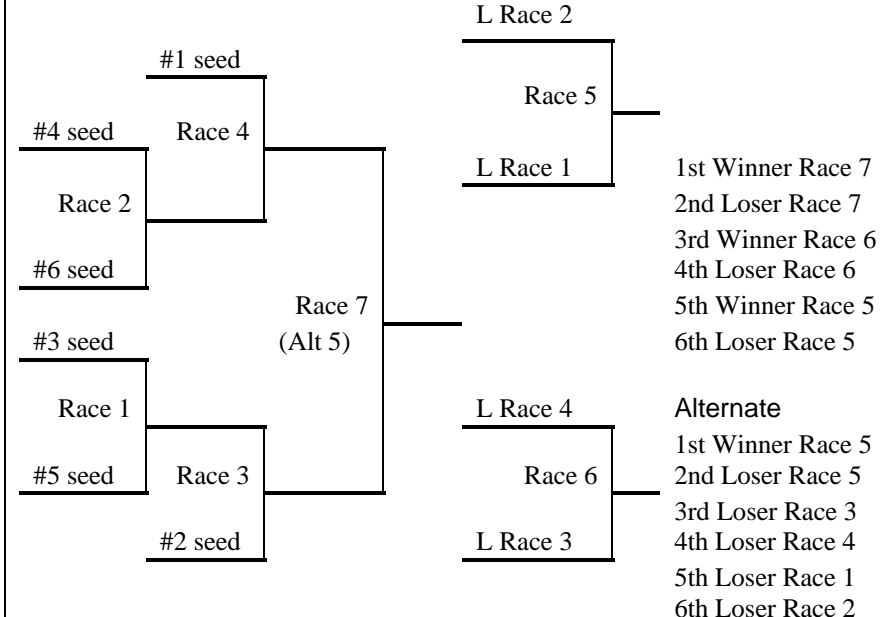 #1 seed
Race 4
#4 seed
Race 2
#6 seed
Race 7
(Alt 5)
#3 seed
Race 1
#5 seed
Race 3
#2 seed
L Race 2
Race 5
L Race 1
L Race 4
Race 6
L Race 3
1st Winner Race 7
2nd Loser Race 7
3rd Winner Race 6
4th Loser Race 6
5th Winner Race 5
6th Loser Race 5
Alternate
1st Winner Race 5
2nd Loser Race 5
3rd Loser Race 3
4th Loser Race 4
5th Loser Race 1
6th Loser Race 2